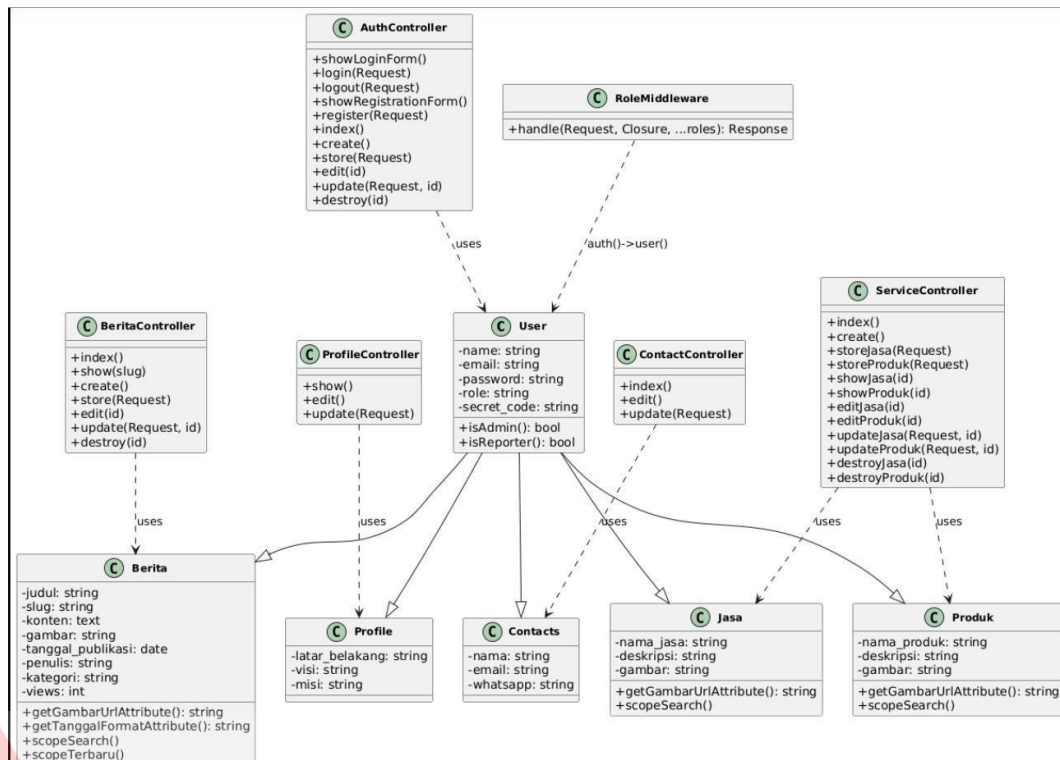 C AuthController
+showLoginForm()
+login(Request)
+logout(Request)
+showRegistrationForm()
+register(Request)
+index()
+create()
+store(Request)
+edit(id)
+update(Request, id)
+destroy(id)
C RoleMiddleware
+handle(Request, Closure, ...roles): Response
uses
auth()->user()
C BeritaController
+index()
+show(slug)
+create()
+store(Request)
+edit(id)
+update(Request, id)
+destroy(id)
C ProfileController
+show()
+edit()
+update(Request)
C User
-name: string
-email: string
-password: string
-role: string
-secret_code: string
+isAdmin(): bool
+isReporter(): bool
C ContactController
+index()
+edit()
+update(Request)
C ServiceController
+index()
+create()
+storeJasa(Request)
+storeProduk(Request)
+showJasa(id)
+showProduk(id)
+editJasa(id)
+editProduk(id)
+updateJasa(Request, id)
+updateProduk(Request, id)
+destroyJasa(id)
+destroyProduk(id)
uses
uses
uses
uses
uses
C Berita
-judul: string
-slug: string
-konten: text
-gambar: string
-tanggal_publikasi: date
-penulis: string
-kategori: string
-views: int
+getGambarUrlAttribute(): string
+getTanggalFormatAttribute(): string
+scopeSearch()
+scopeTerbaru()
C Profile
-latar_belakang: string
-visi: string
-misi: string
C Contacts
-nama: string
-email: string
-whatsapp: string
C Jasa
-nama_jasa: string
-deskripsi: string
-gambar: string
+getGambarUrlAttribute(): string
+scopeSearch()
C Produk
-nama_produk: string
-deskripsi: string
-gambar: string
+getGambarUrlAttribute(): string
+scopeSearch()